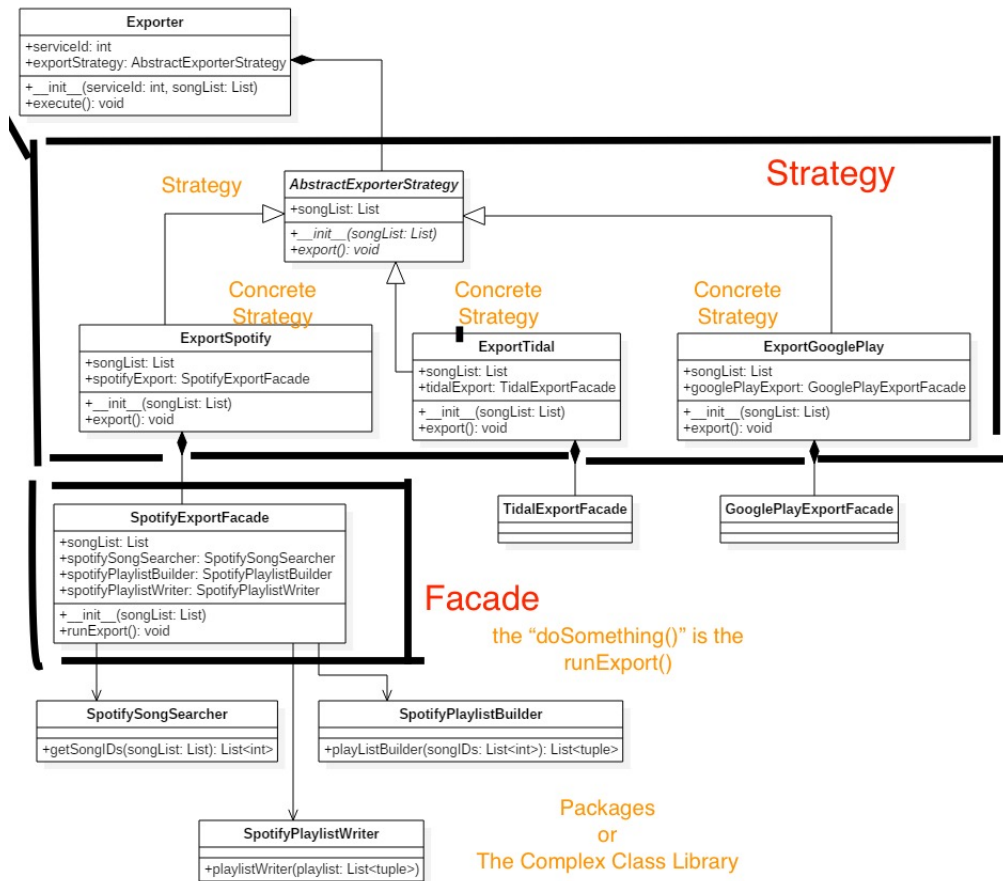 Exporter
+serviceId: int
+exportStrategy: AbstractExporterStrategy
+__init__(serviceId: int, songList: List)
+execute(): void
Strategy
Strategy
AbstractExporterStrategy
+songList: List
+__init__(songList: List)
+export(): void
Concrete
Strategy
Concrete
Strategy
Concrete
Strategy
ExportSpotify
+songList: List
+spotifyExport: SpotifyExportFacade
+__init__(songList: List)
+export(): void
ExportTidal
+songList: List
+tidalExport: TidalExportFacade
+__init__(songList: List)
+export(): void
ExportGooglePlay
+songList: List
+googlePlayExport: GooglePlayExportFacade
+__init__(songList: List)
+export(): void
SpotifyExportFacade
+songList: List
+spotifySongSearcher: SpotifySongSearcher
+spotifyPlaylistBuilder: SpotifyPlaylistBuilder
+spotifyPlaylistWriter: SpotifyPlaylistWriter
+__init__(songList: List)
+runExport(): void
TidalExportFacade
GooglePlayExportFacade
Facade
the “doSomething()” is the
runExport()
SpotifySongSearcher
+getSongIDs(songList: List): List<int>
SpotifyPlaylistBuilder
+playListBuilder(songIDs: List<int>): List<tuple>
SpotifyPlaylistWriter
+playlistWriter(playlist: List<tuple>)
Packages
or
The Complex Class Library